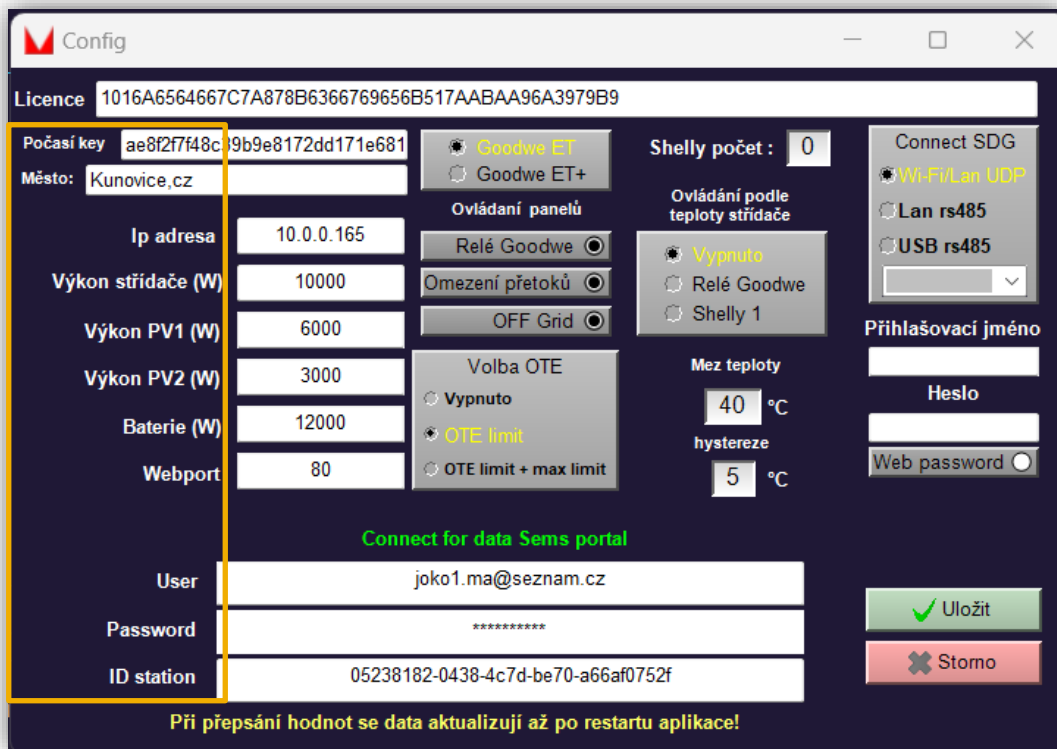 Config
Licence 1016A6564667C7A878B6366769656B517AABAA96A3979B9
Počasí key ae8f2f7f48c39b9e8172dd171e681
Město: Kunovice,cz
Ip adresa 10.0.0.165
Výkon střídače (W) 10000
Výkon PV1 (W) 6000
Výkon PV2 (W) 3000
Baterie (W) 12000
Webport 80
Goodwe ET
Goodwe ET+
Ovládaní panelů
Relé Goodwe
Omezení přetoků
OFF Grid
Volba OTE
Vypnuto
OTE limit
OTE limit + max limit
Shelly počet : 0
Ovládání podle
teploty střídače
Vypnuto
Relé Goodwe
Shelly 1
Mez teploty
40 °C
hystereze
5 °C
Connect SDG
Wi-Fi/Lan UDP
Lan rs485
USB rs485
Přihlašovací jméno
Heslo
Web password
Connect for data Sems portal
User joko1.ma@seznam.cz
Password **********
ID station 05238182-0438-4c7d-be70-a66af0752f
Uložit
Storno
Při přepsání hodnot se data aktualizují až po restartu aplikace!